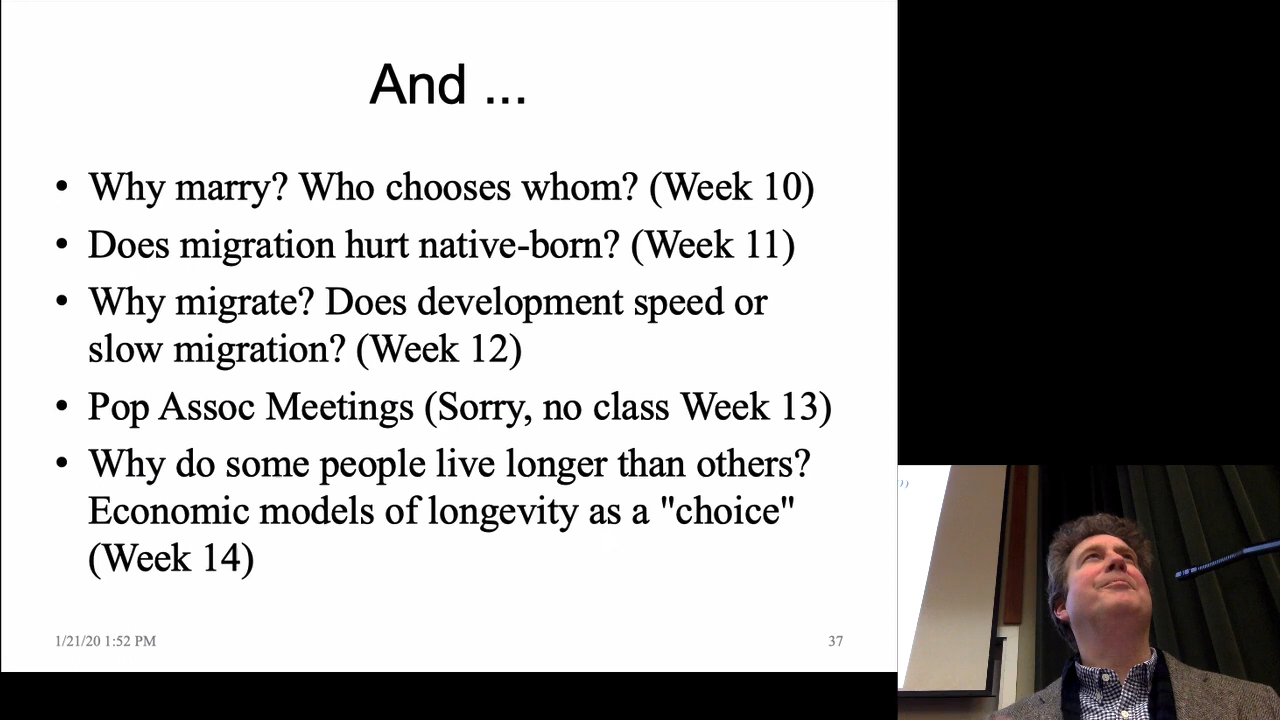 And ...
• Why marry? Who chooses whom? (Week 10)
• Does migration hurt native-born? (Week 11)
• Why migrate? Does development speed or
slow migration? (Week 12)
• Pop Assoc Meetings (Sorry, no class Week 13)
• Why do some people live longer than others?
Economic models of longevity as a "choice"
(Week 14)
1/21/20 1:52 PM
37